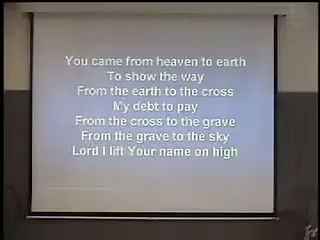 You came from heaven to earth
To show the way
From the earth to the cross
My debt to pay
From the cross to the grave
From the grave to the sky
Lord I lift Your name on high